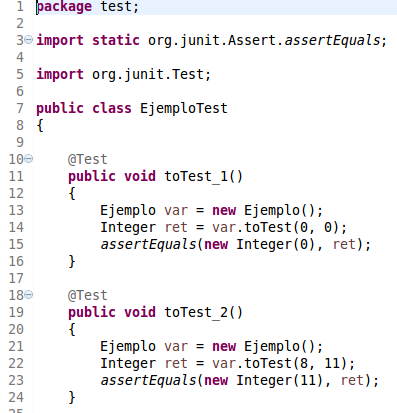 1 package test;
2
3 import static org.junit.Assert.assertEquals;
4
5 import org.junit.Test;
6
7 public class EjemploTest
8 {
9
10 @Test
11 public void toTest_1()
12 {
13 Ejemplo var = new Ejemplo();
14 Integer ret = var.toTest(0, 0);
15 assertEquals(new Integer(0), ret);
16 }
17
18 @Test
19 public void toTest_2()
20 {
21 Ejemplo var = new Ejemplo();
22 Integer ret = var.toTest(8, 11);
23 assertEquals(new Integer(11), ret);
24 }